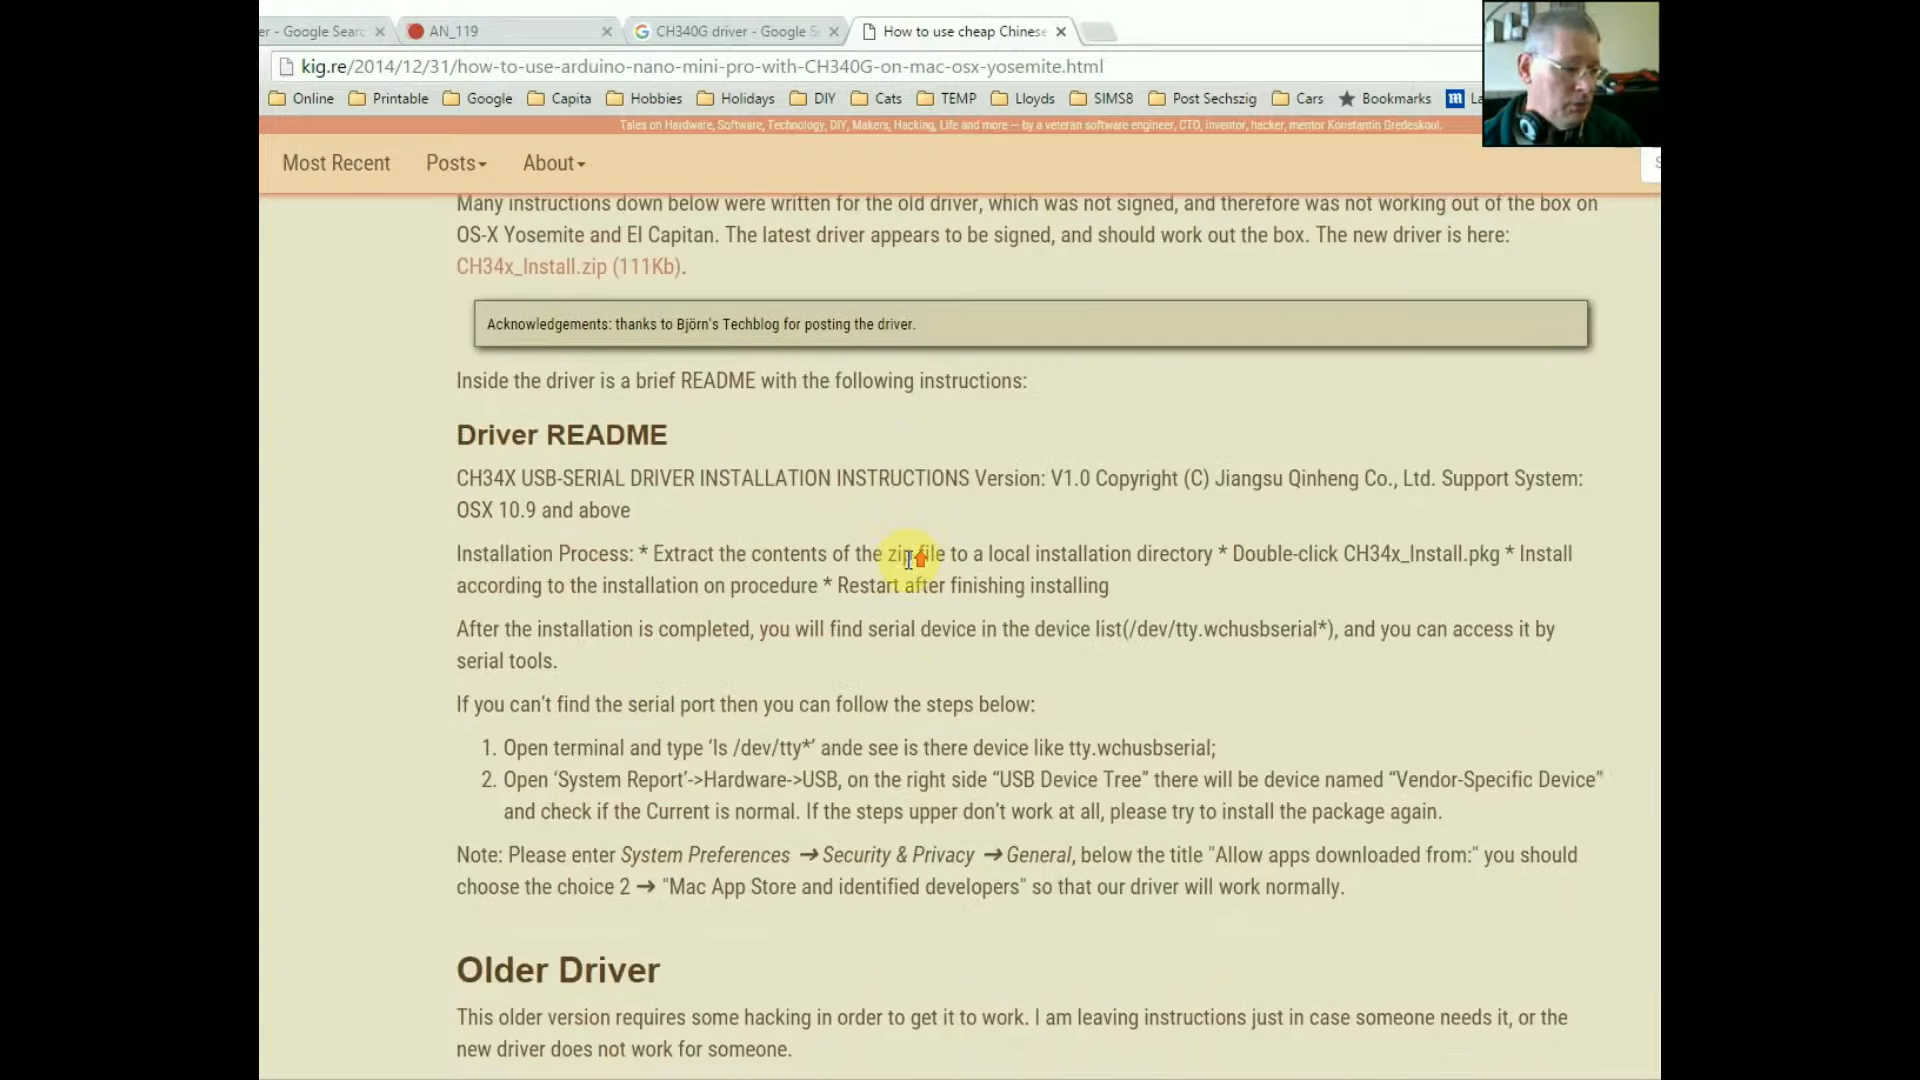 er - Google Searc
AN_119
CH340G driver - Google S
How to use cheap Chinese
kig.re/2014/12/31/how-to-use-arduino-nano-mini-pro-with-CH340G-on-mac-osx-yosemite.html
Online Printable Google Capita Hobbies Holidays DIY Cats TEMP Lloyds SIMS8 Post Sechszig Cars Bookmarks
Tales on Hardware, Software, Technology, DIY, Makers, Hacking, Life and more — by a veteran software engineer, CTO, inventor, hacker, mentor Konstantin Gredeskoul.
Most Recent Posts About
Many instructions down below were written for the old driver, which was not signed, and therefore was not working out of the box on
OS-X Yosemite and El Capitan. The latest driver appears to be signed, and should work out the box. The new driver is here:
CH34x_Install.zip (111Kb).
Acknowledgements: thanks to Björn's Techblog for posting the driver.
Inside the driver is a brief README with the following instructions:
Driver README
CH34X USB-SERIAL DRIVER INSTALLATION INSTRUCTIONS Version: V1.0 Copyright (C) Jiangsu Qinheng Co., Ltd. Support System:
OSX 10.9 and above
Installation Process: * Extract the contents of the zip file to a local installation directory * Double-click CH34x_Install.pkg * Install
according to the installation on procedure * Restart after finishing installing
After the installation is completed, you will find serial device in the device list(/dev/tty.wchusbserial*), and you can access it by
serial tools.
If you can't find the serial port then you can follow the steps below:
1. Open terminal and type ‘ls /dev/tty*’ ande see is there device like tty.wchusbserial;
2. Open ‘System Report’->Hardware->USB, on the right side “USB Device Tree” there will be device named “Vendor-Specific Device”
and check if the Current is normal. If the steps upper don’t work at all, please try to install the package again.
Note: Please enter System Preferences ➔ Security & Privacy ➔ General, below the title "Allow apps downloaded from:" you should
choose the choice 2 ➔ "Mac App Store and identified developers" so that our driver will work normally.
Older Driver
This older version requires some hacking in order to get it to work. I am leaving instructions just in case someone needs it, or the
new driver does not work for someone.